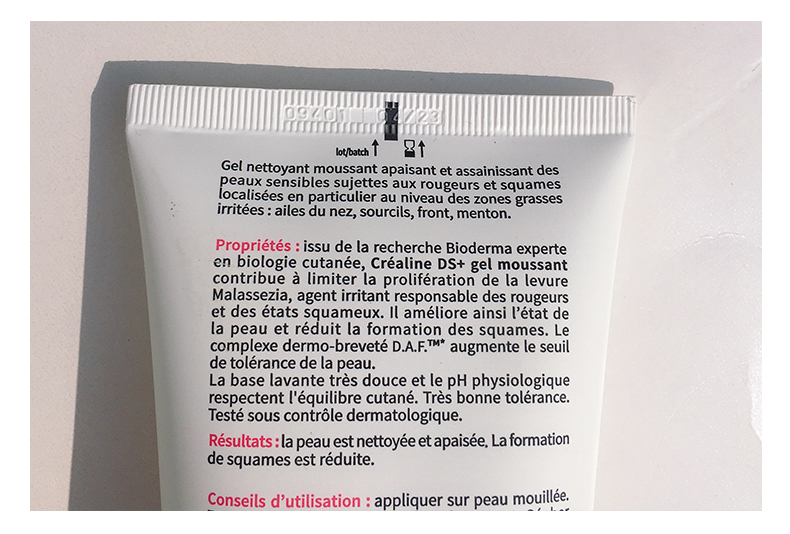 09401 04/23
lot/batch
Gel nettoyant moussant apaisant et assainissant des
peaux sensibles sujettes aux rougeurs et squames
localisées en particulier au niveau des zones grasses
irritées : ailes du nez, sourcils, front, menton.
Propriétés : issu de la recherche Bioderma experte
en biologie cutanée, Créaline DS+ gel moussant
contribue à limiter la prolifération de la levure
Malassezia, agent irritant responsable des rougeurs
et des états squameux. Il améliore ainsi l'état de
la peau et réduit la formation des squames. Le
complexe dermo-breveté D.A.F.™* augmente le seuil
de tolérance de la peau.
La base lavante très douce et le pH physiologique
respectent l'équilibre cutané. Très bonne tolérance.
Testé sous contrôle dermatologique.
Résultats : la peau est nettoyée et apaisée. La formation
de squames est réduite.
Conseils d'utilisation : appliquer sur peau mouillée.